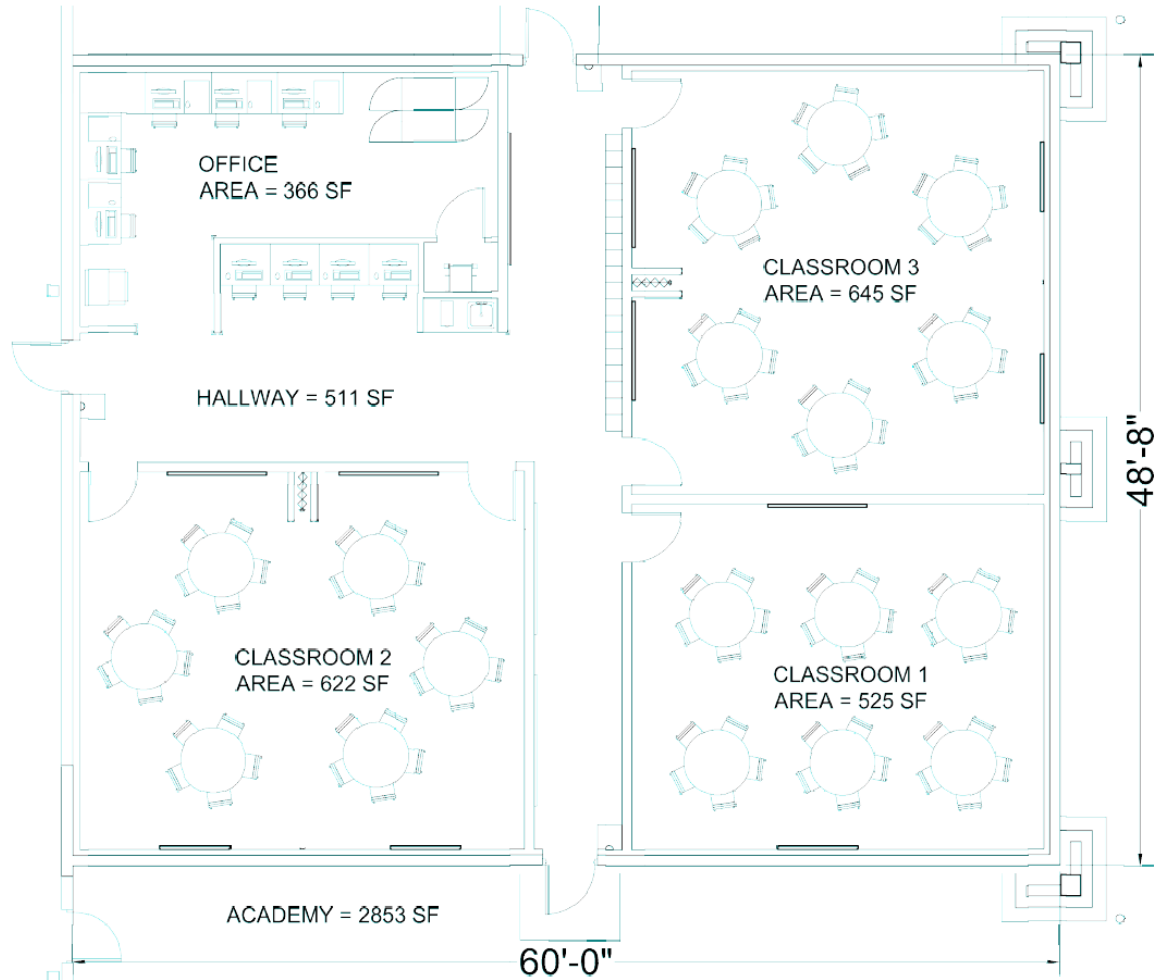 OFFICE
AREA = 366 SF
CLASSROOM 3
AREA = 645 SF
HALLWAY = 511 SF
48'-8"
CLASSROOM 2
AREA = 622 SF
CLASSROOM 1
AREA = 525 SF
ACADEMY = 2853 SF
60'-0"